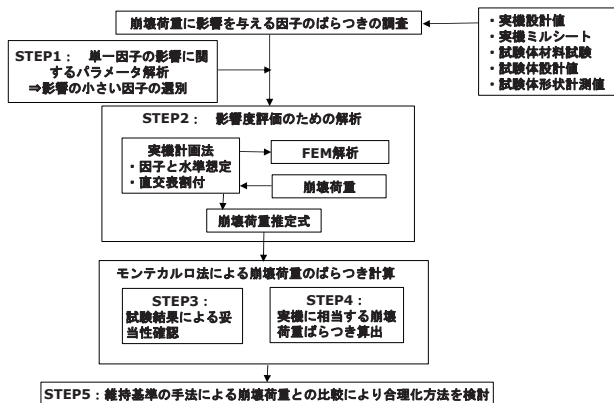 崩壊荷重に影響を与える因子のばらつきの調査
・実機設計値
・実機ミルシート
・試験体材料試験
・試験体設計値
・試験体形状計測値
STEP1： 単一因子の影響に関
するパラメータ解析
⇒影響の小さい因子の選別
STEP2： 影響度評価のための解析
実機計画法
・因子と水準想定
・直交表割付
FEM解析
崩壊荷重
崩壊荷重推定式
モンテカルロ法による崩壊荷重のばらつき計算
STEP3：
試験結果による妥
当性確認
STEP4：
実機に相当する崩壊
荷重ばらつき算出
STEP5：維持基準の手法による崩壊荷重との比較により合理化方法を検討